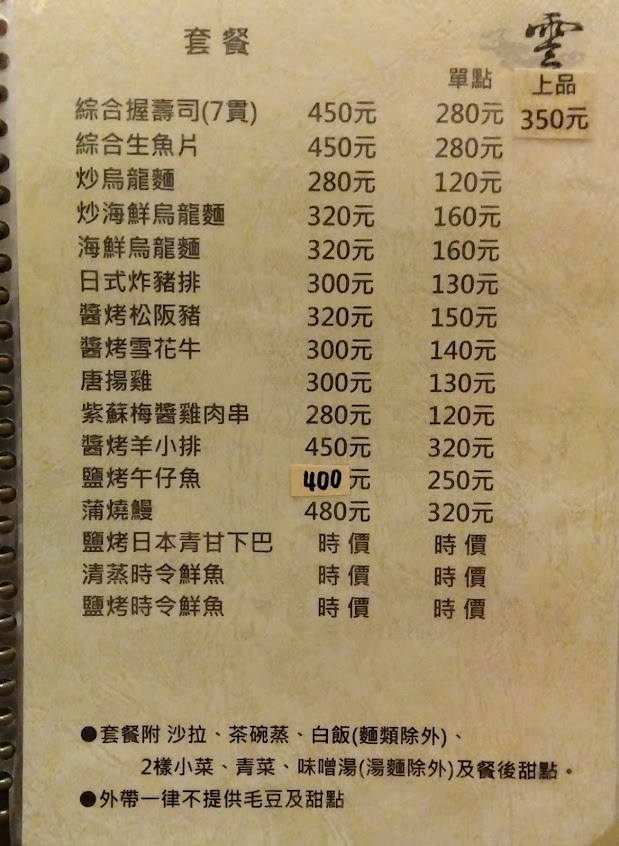 雲
套餐
單點 上品
綜合握壽司(7貫) 450元 280元 350元
綜合生魚片 450元 280元
炒烏龍麵 280元 120元
炒海鮮烏龍麵 320元 160元
海鮮烏龍麵 320元 160元
日式炸豬排 300元 130元
醬烤松阪豬 320元 150元
醬烤雪花牛 300元 140元
唐揚雞 300元 130元
紫蘇梅醬雞肉串 280元 120元
醬烤羊小排 450元 320元
鹽烤午仔魚 400元 250元
蒲燒鰻 480元 320元
鹽烤日本青甘下巴 時價 時價
清蒸時令鮮魚 時價 時價
鹽烤時令鮮魚 時價 時價
●套餐附 沙拉、茶碗蒸、白飯(麵類除外)、
2樣小菜、青菜、味噌湯(湯麵除外)及餐後甜點。
●外帶一律不提供毛豆及甜點